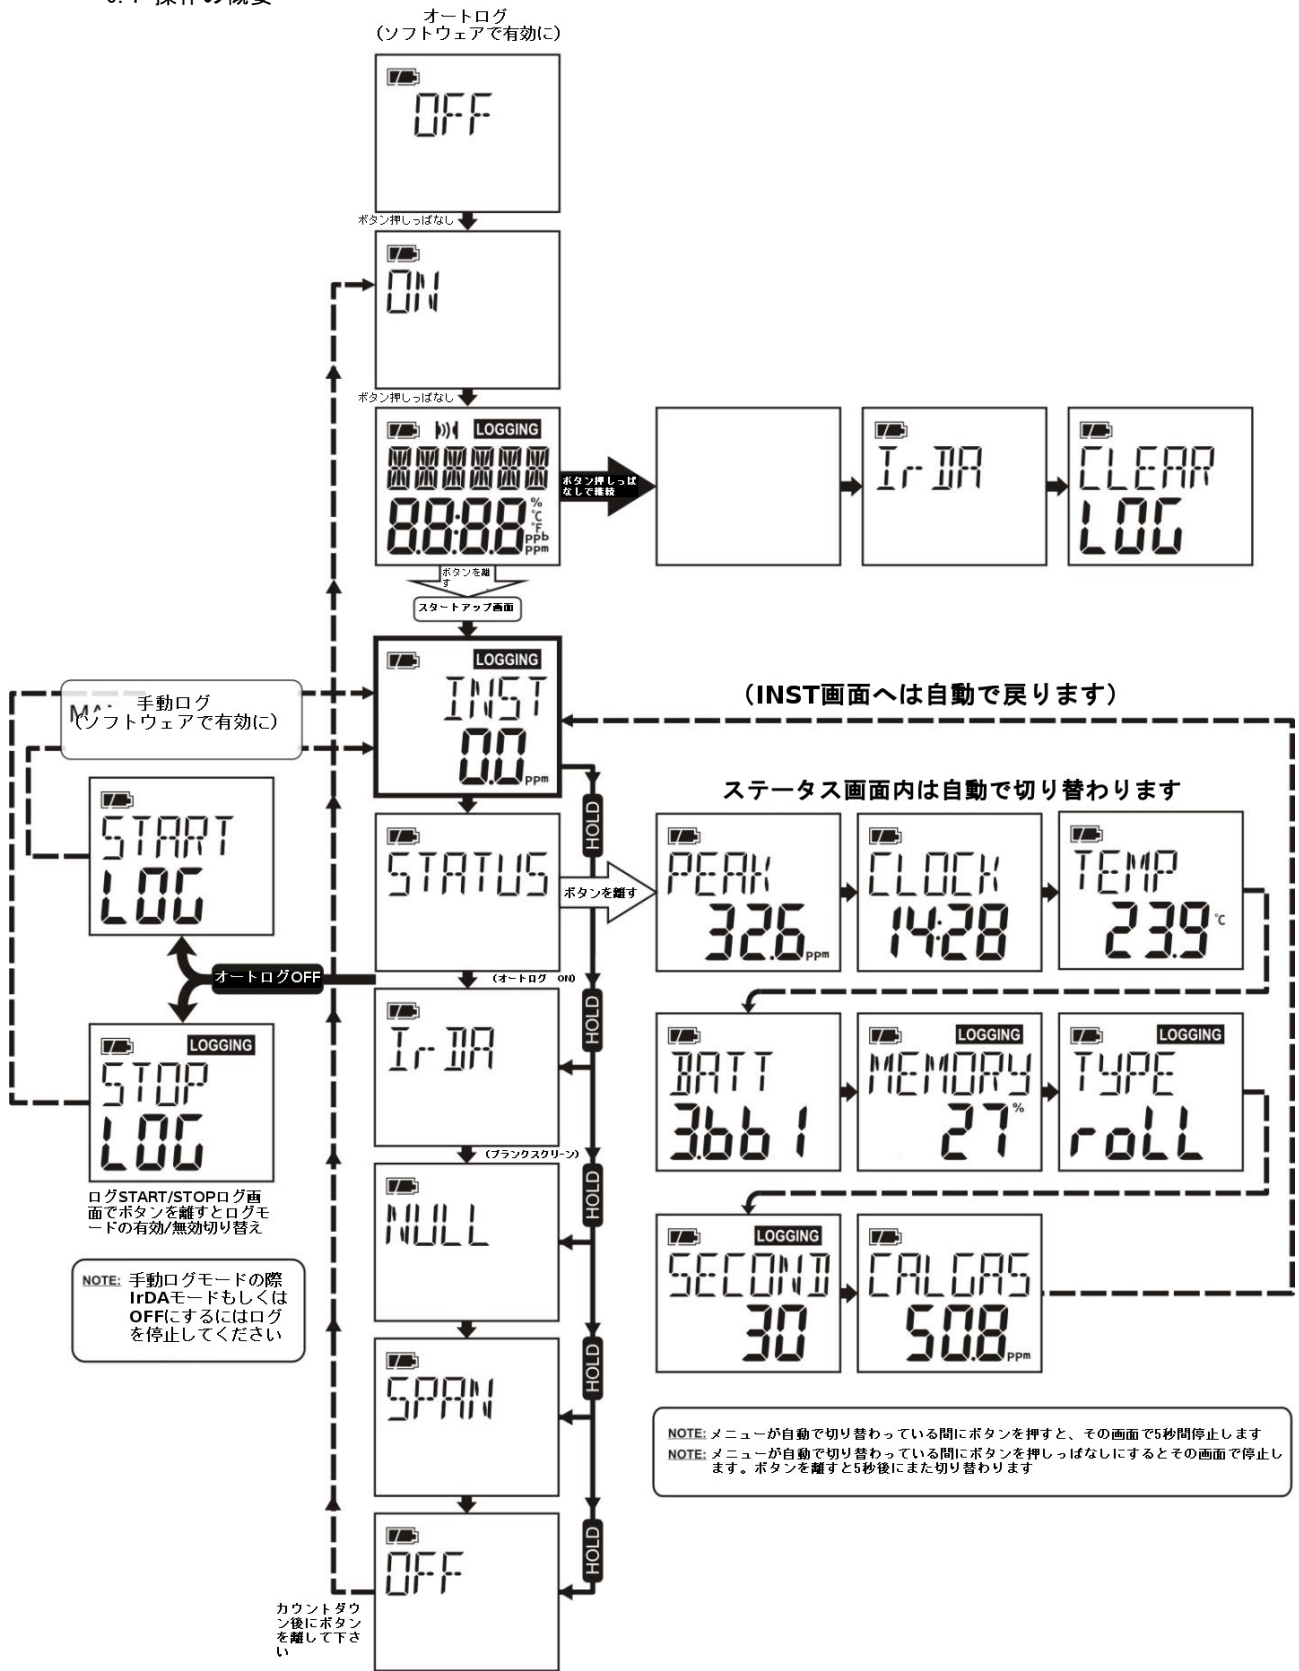 オートログ
(ソフトウェアで有効に)
OFF
ボタン押しっぱなし
ON
ボタン押しっぱなし
LOGGING
88:88
%
℃
℉
ppb
ppm
ボタン押しっぱ
なしで継続
IrDA
CLEAR
LOG
ボタンを離
す
スタートアップ画面
LOGGING
INST
0.0 ppm
手動ログ
(ソフトウェアで有効に)
(INST画面へは自動で戻ります)
ステータス画面内は自動で切り替わります
START
LOG
オートログOFF
LOGGING
STOP
LOG
ログSTART/STOPログ画
面でボタンを離すとログモ
ードの有効/無効切り替え
NOTE: 手動ログモードの際
IrDAモードもしくは
OFFにするにはログ
を停止してください
HOLD
STATUS
ボタンを離す
PEAK
32.6 ppm
CLOCK
14:28
TEMP
23.9 ℃
(オートログ ON)
HOLD
IrDA
BATT
3.bb1
LOGGING
MEMORY
27 %
LOGGING
TYPE
roLL
(ブランクスクリーン)
HOLD
NULL
LOGGING
SECOND
30
CALGAS
50.8 ppm
HOLD
SPAN
NOTE: メニューが自動で切り替わっている間にボタンを押すと、その画面で5秒間停止します
NOTE: メニューが自動で切り替わっている間にボタンを押しっぱなしにするとその画面で停止し
ます。ボタンを離すと5秒後にまた切り替わります
HOLD
OFF
カウントダウ
ン後にボタン
を離して下さ
い